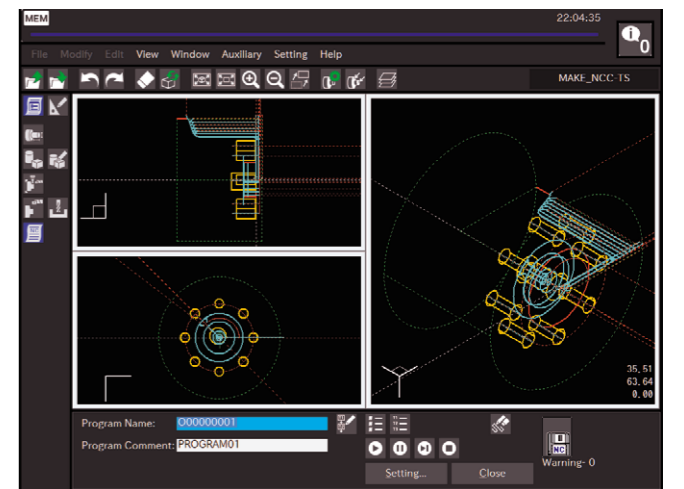 MEM
22:04:35
0
File Modify Edit View Window Auxiliary Setting Help
MAKE_NCC-TS
35.51
63.64
0.00
Program Name: O00000001
Program Comment: PROGRAM01
Setting... Close
NC
Warning- 0